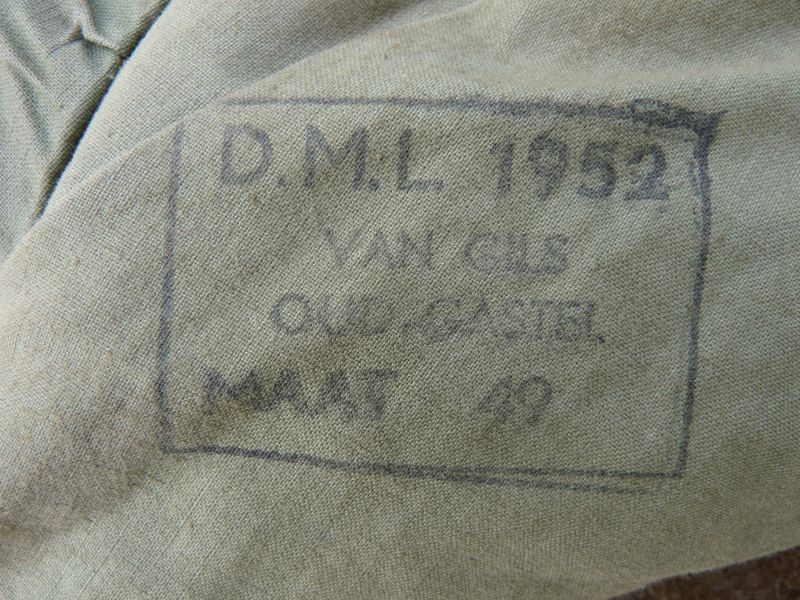 D.M.L. 1952
VAN GILS
OUD-GASTEL
MAAT 49